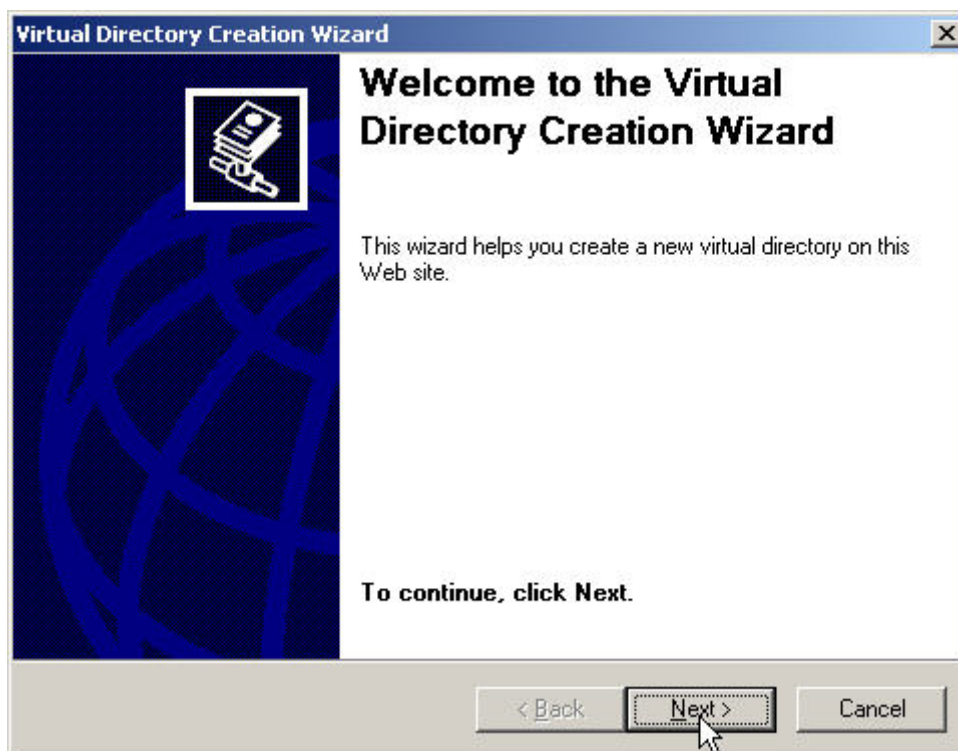 Virtual Directory Creation Wizard
Welcome to the Virtual
Directory Creation Wizard
This wizard helps you create a new virtual directory on this
Web site.
To continue, click Next.
< Back
Next >
Cancel